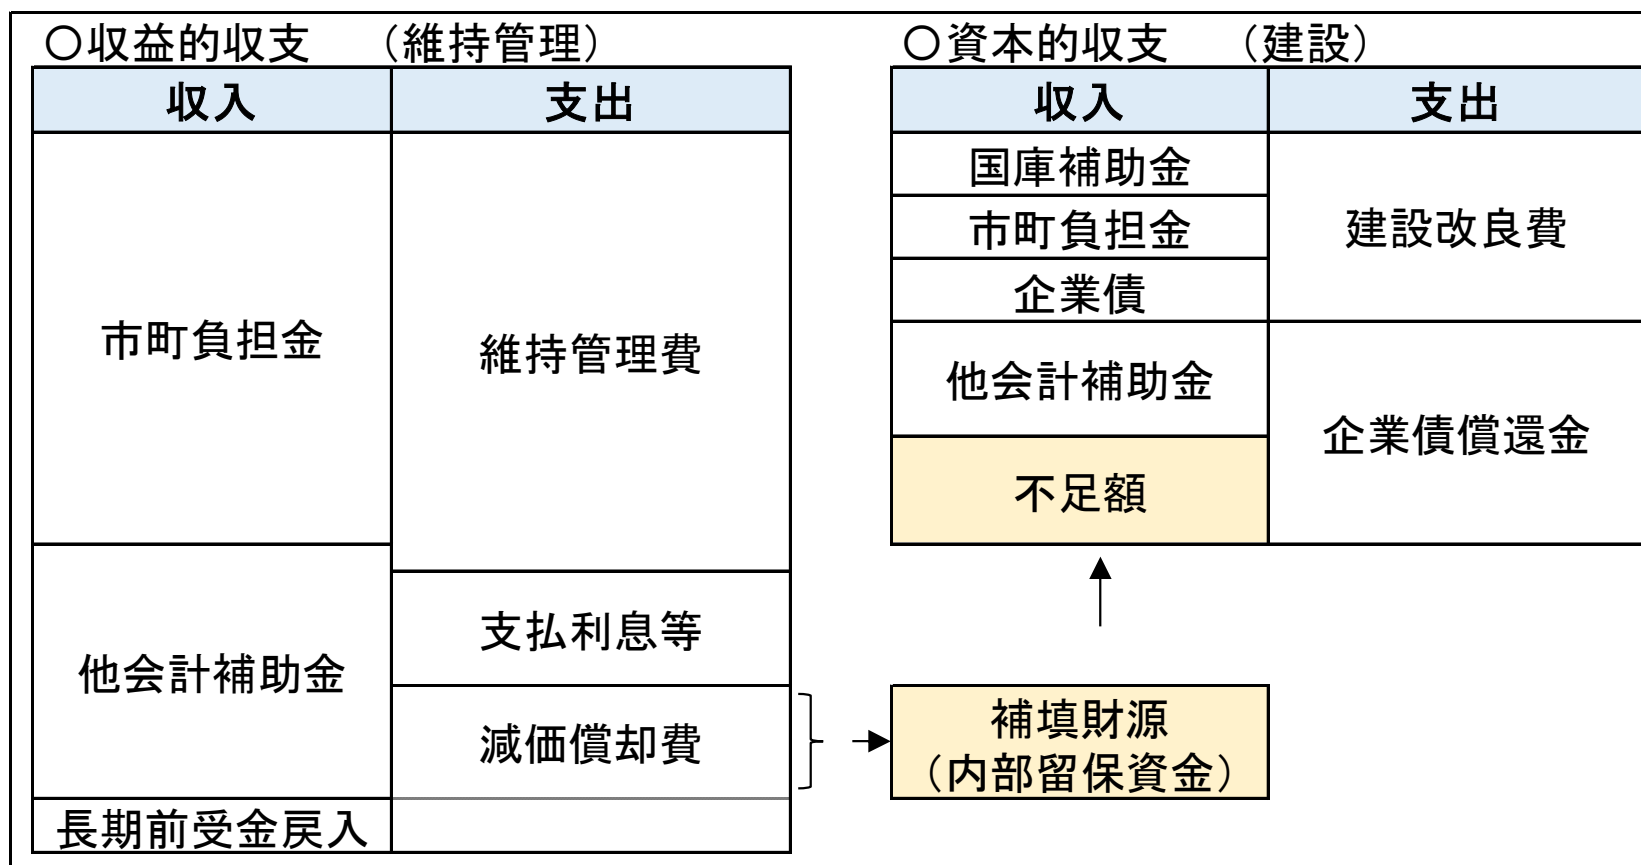 〇収益的収支　（維持管理）
収入
支出
市町負担金
維持管理費
他会計補助金
支払利息等
減価償却費
長期前受金戻入
〇資本的収支　（建設）
収入
支出
国庫補助金
市町負担金
企業債
建設改良費
他会計補助金
不足額
企業債償還金
補填財源
（内部留保資金）